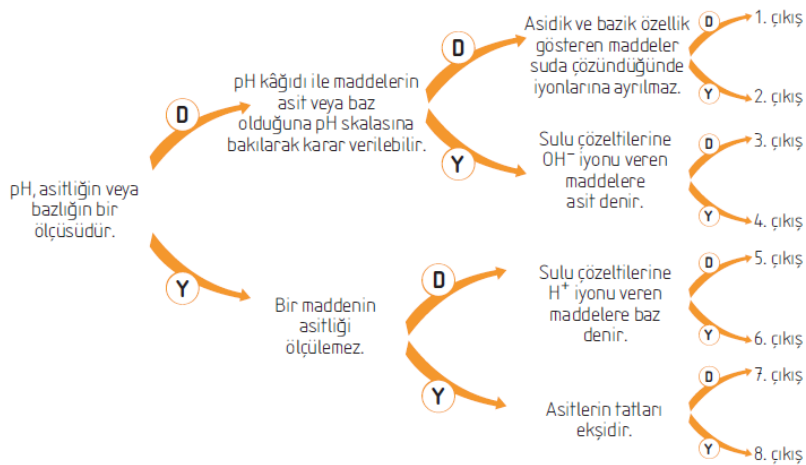 pH, asitliğin veya
bazlığın bir
ölçüsüdür.
D
Y
pH kâğıdı ile maddelerin
asit veya baz
olduğuna pH skalasına
bakılarak karar verilebilir.
D
Y
Bir maddenin
asitliği
ölçülemez.
D
Y
Asidik ve bazik özellik
gösteren maddeler
suda çözündüğünde
iyonlarına ayrılmaz.
D
1. çıkış
Y
2. çıkış
Sulu çözeltilerine
OH⁻ iyonu veren
maddelere
asit denir.
D
3. çıkış
Y
4. çıkış
Sulu çözeltilerine
H⁺ iyonu veren
maddelere baz
denir.
D
5. çıkış
Y
6. çıkış
Asitlerin tatları
ekşidir.
D
7. çıkış
Y
8. çıkış